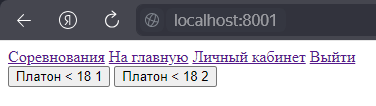 localhost:8001
Соревнования На главную Личный кабинет Выйти
Платон < 18 1 Платон < 18 2